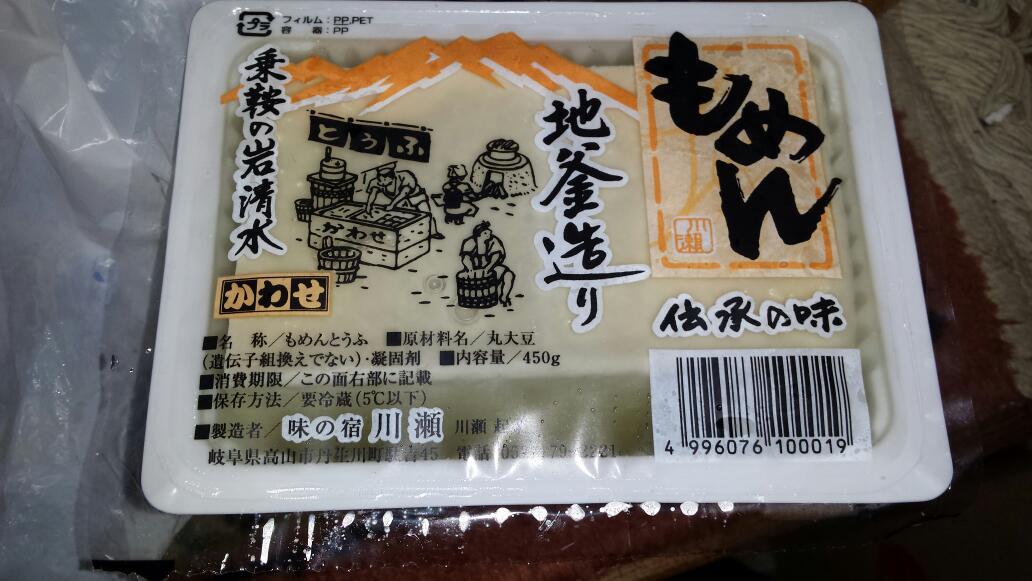 プラ
フィルム：PP,PET
容　器：PP
乗鞍の岩清水
とうふ
かわせ
地釜造り
もめん
川瀬
伝承の味
かわせ
■名　称／もめんとうふ　■原材料名／丸大豆
(遺伝子組換えでない)・凝固剤　■内容量／450g
■消費期限／この面右部に記載
■保存方法／要冷蔵(5℃以下)
■製造者／味の宿 川瀬 川瀬
岐阜県高山市丹生川町 45 電話
4 996076 100019